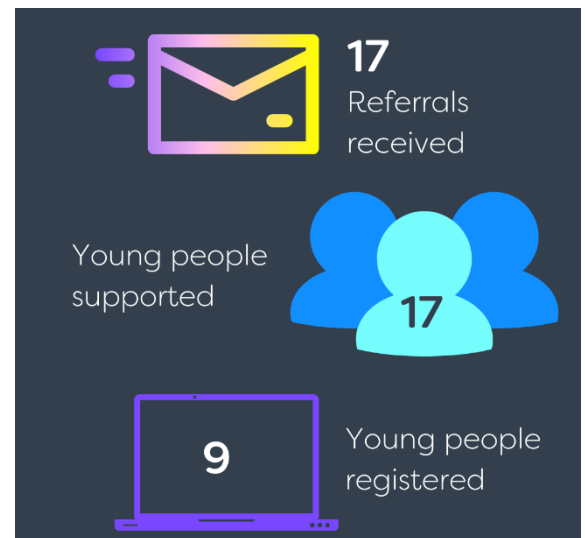 17
Referrals
received
Young people
supported
17
9
Young people
registered